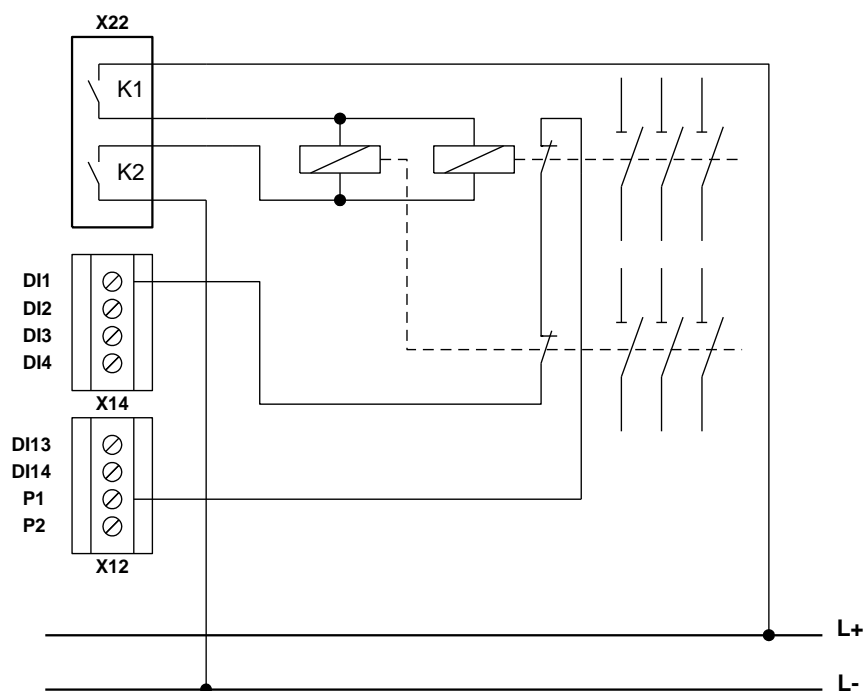 X22
K1
K2
DI1
DI2
DI3
DI4
X14
DI13
DI14
P1
P2
X12
L+
L-